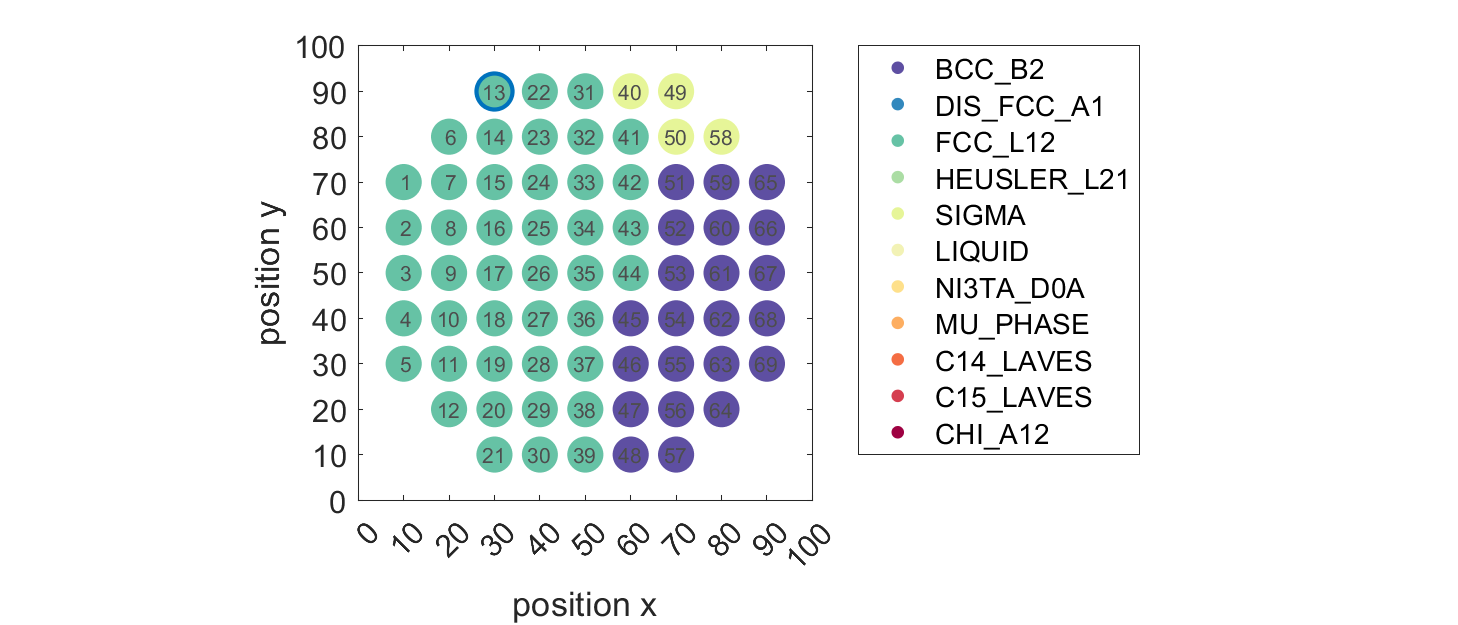 100
90 13 22 31 40 49
80 6 14 23 32 41 50 58
70 1 7 15 24 33 42 51 59 65
60 2 8 16 25 34 43 52 60 66
50 3 9 17 26 35 44 53 61 67
40 4 10 18 27 36 45 54 62 68
30 5 11 19 28 37 46 55 63 69
20 12 20 29 38 47 56 64
10 21 30 39 48 57
0
0 10 20 30 40 50 60 70 80 90 100
position x
position y
BCC_B2
DIS_FCC_A1
FCC_L12
HEUSLER_L21
SIGMA
LIQUID
NI3TA_D0A
MU_PHASE
C14_LAVES
C15_LAVES
CHI_A12